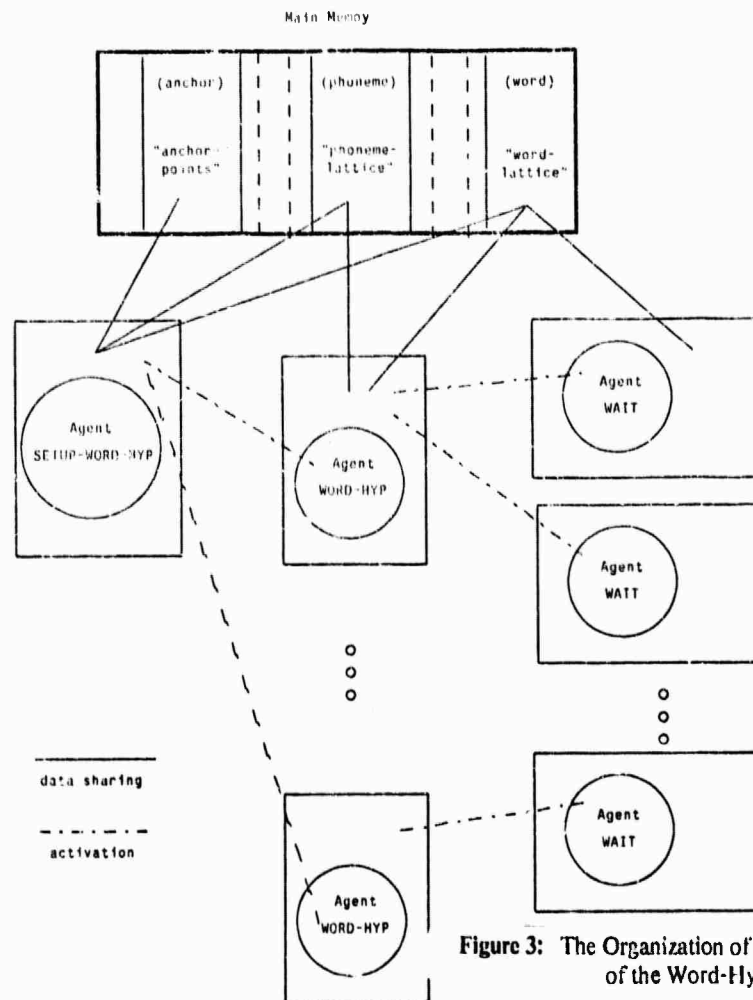 Main Memoy
(anchor) (phoneme) (word)
"anchor- "phoneme- "word-
points" lattice" lattice"
Agent
SETUP-WORD-HYP
Agent
WORD-HYP
Agent
WAIT
Agent
WAIT
data sharing
activation
Agent
WAIT
Agent
WORD-HYP
Figure 3: The Organization of
of the Word-Hy